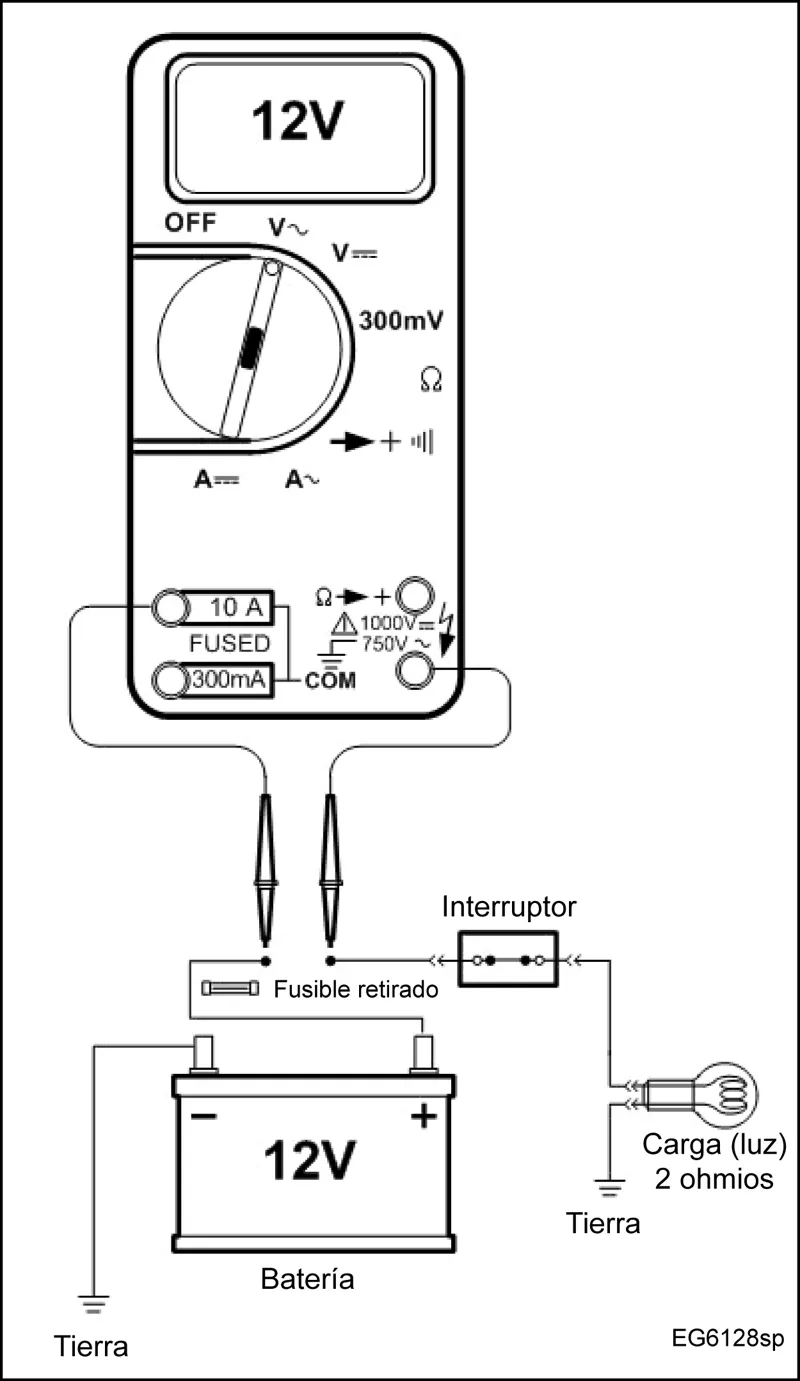 12V
OFF
V~
V⎓
300mV
Ω
+
A⎓
A~
10 A
Ω +
1000V⎓
FUSED
750V ~
300mA
COM
Interruptor
Fusible retirado
− +
12V
Carga (luz)
2 ohmios
Tierra
Batería
Tierra
EG6128sp